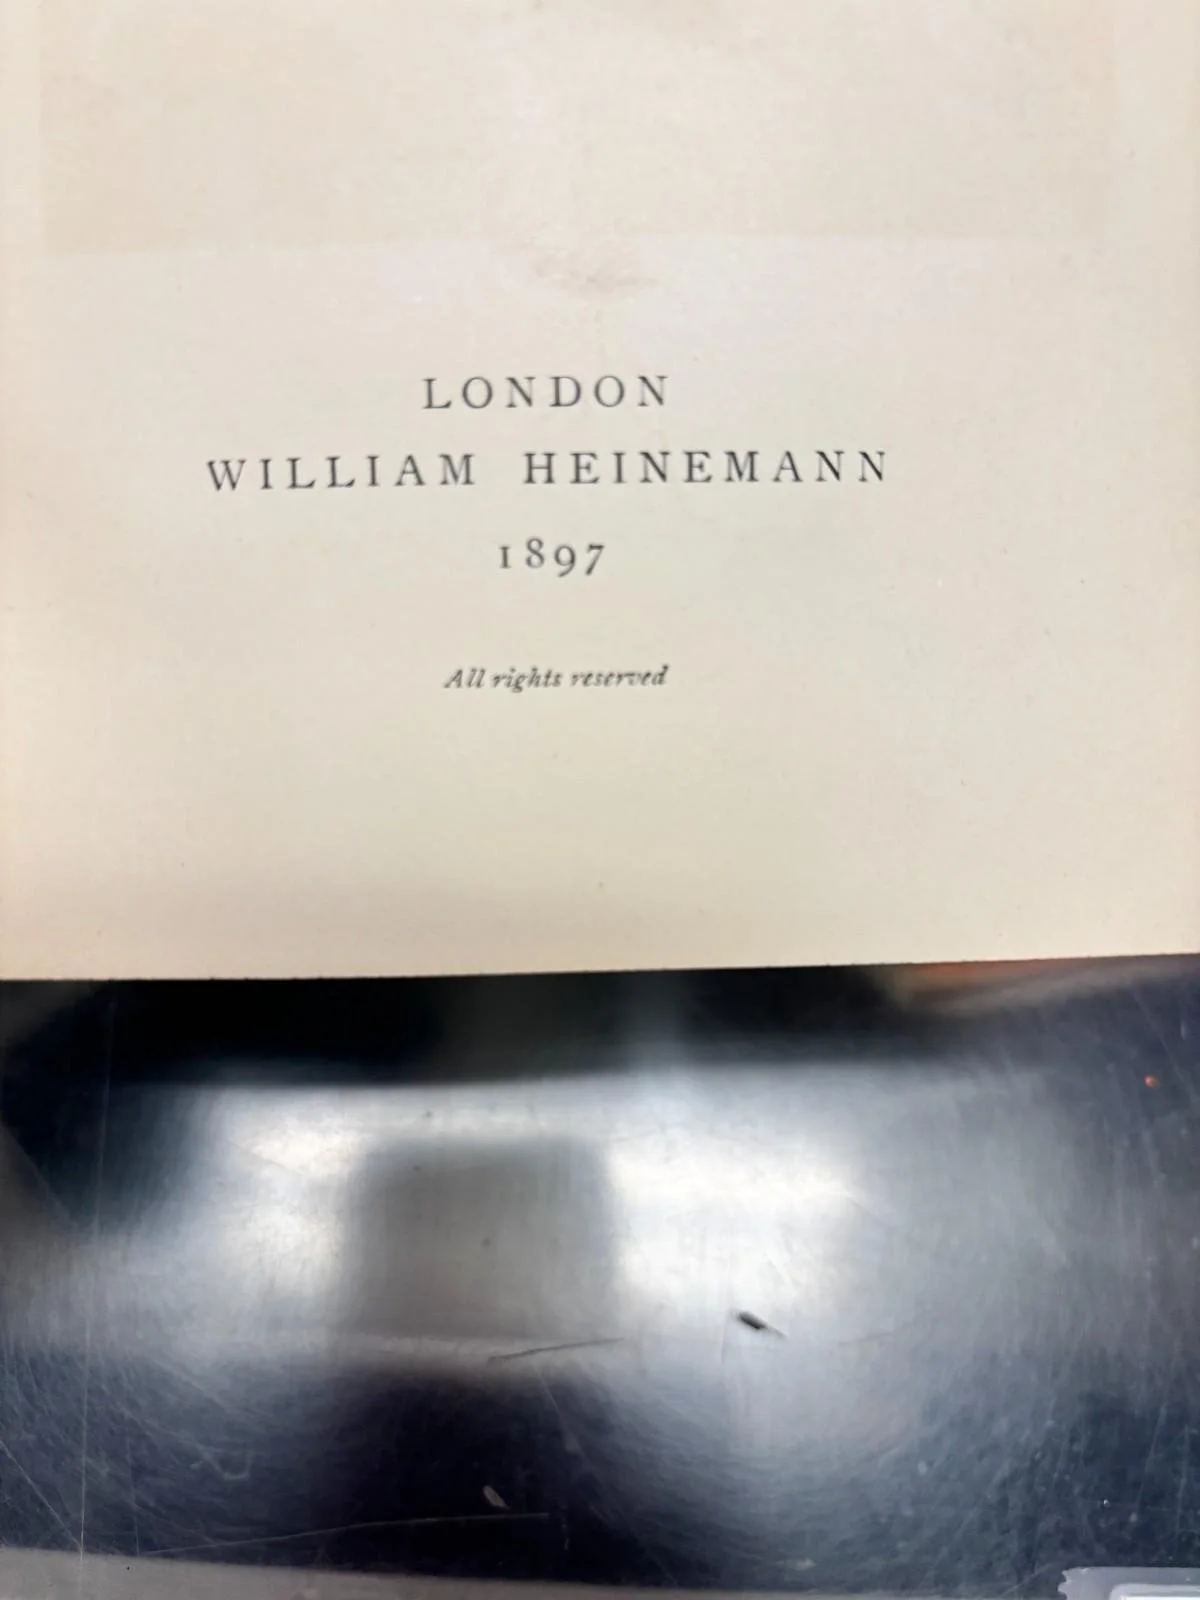 LONDON
WILLIAM HEINEMANN
1897
All rights reserved